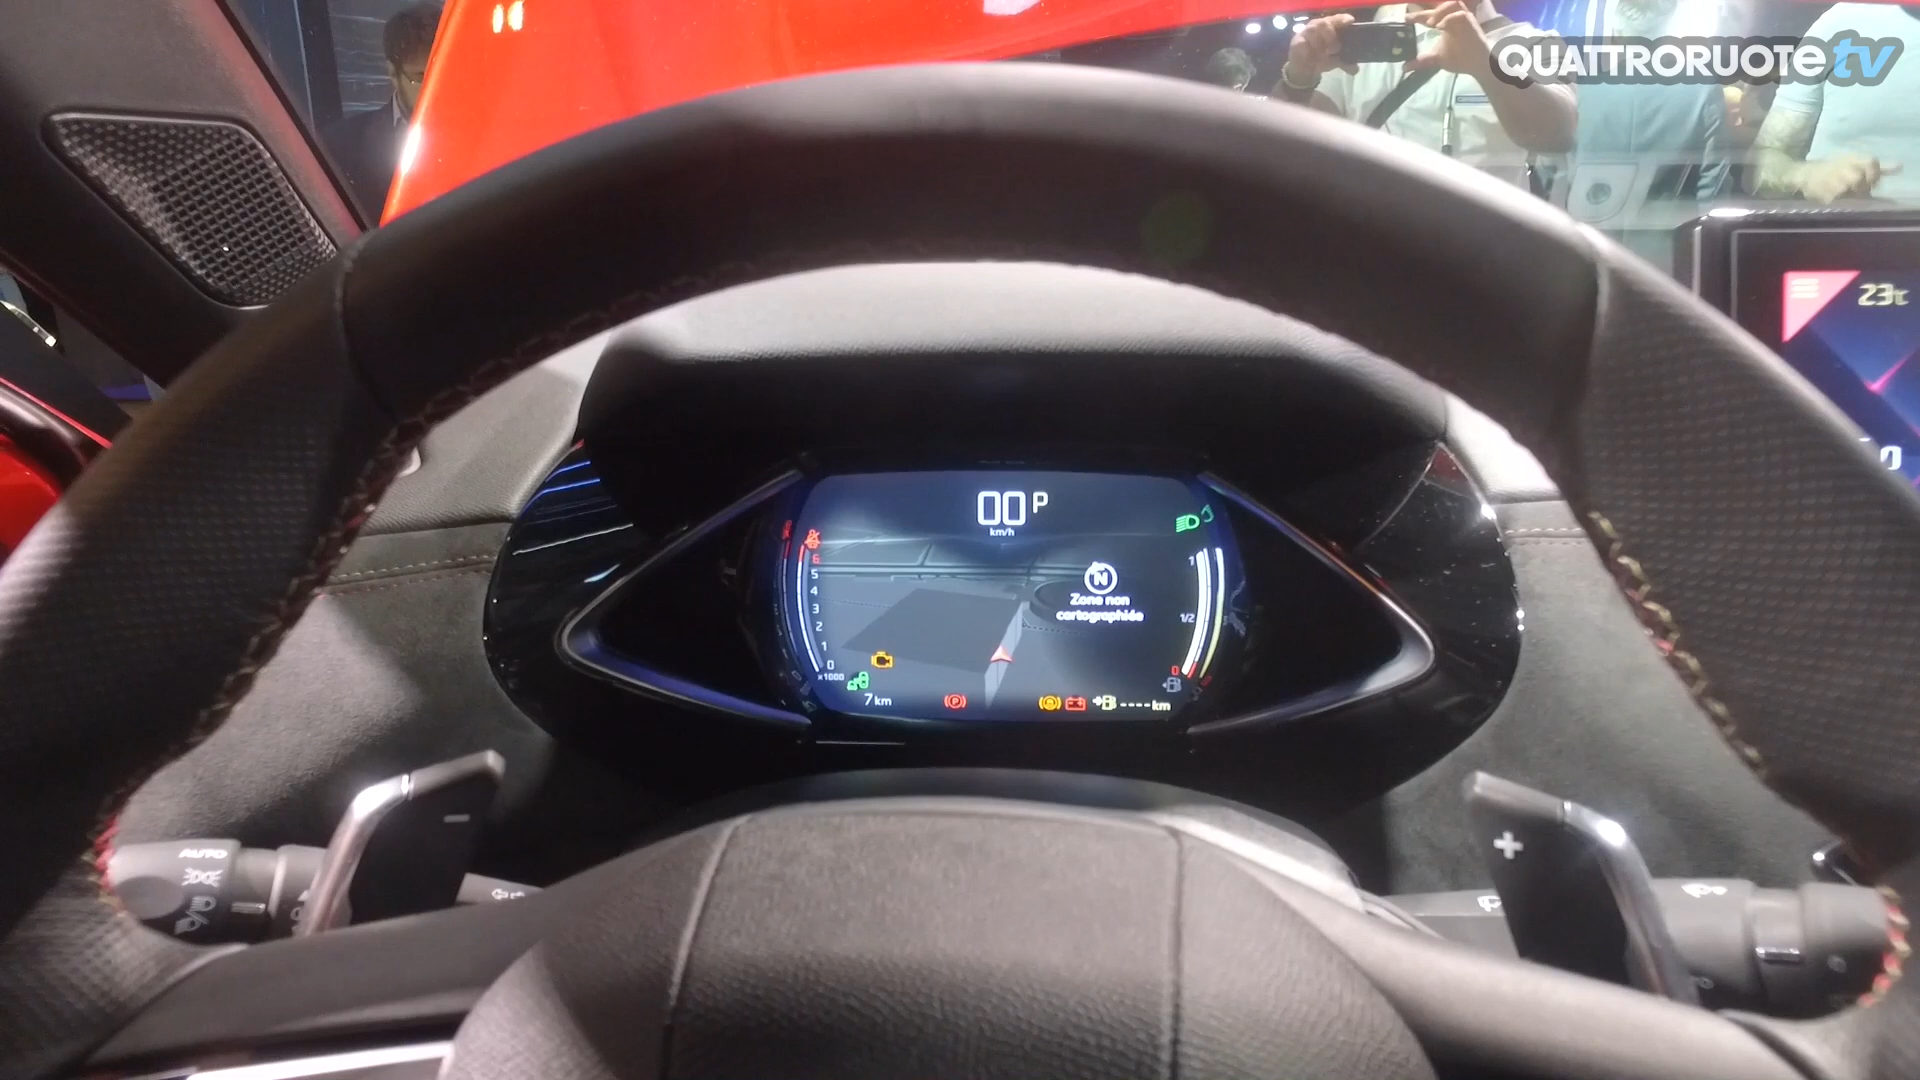 QUATTRORUOTEtv
23℃
00 P
km/h
N
Zone non
cartographiée
6
5
4
3
2
1
0
x1000
1
1/2
0
7 km
P
---- km
AUTO
-
+